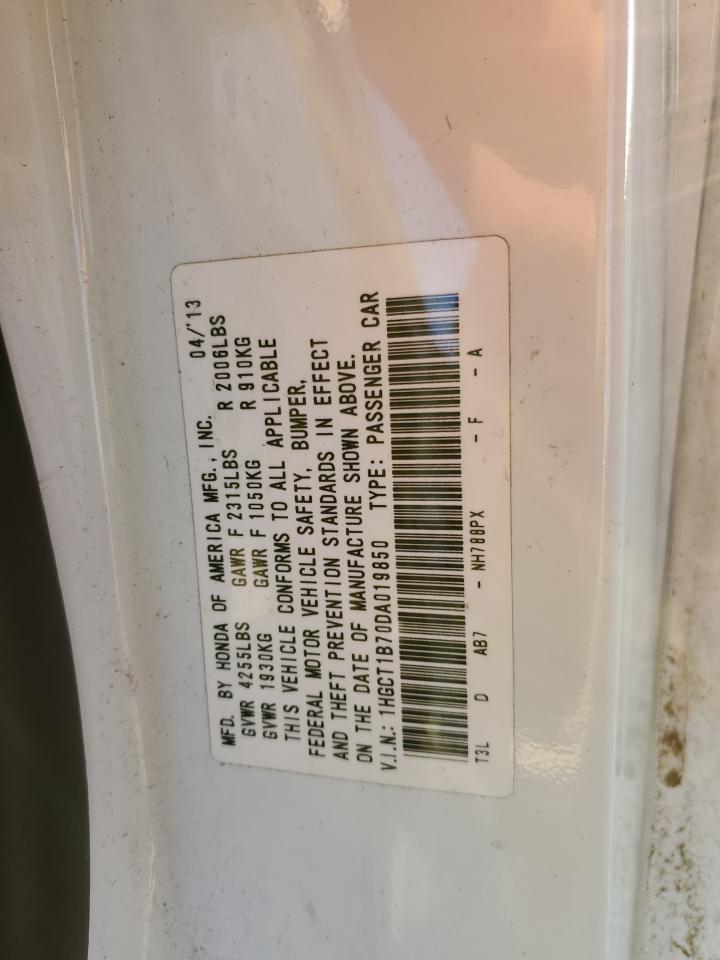 MFD. BY HONDA OF AMERICA MFG., INC. 04/'13
GVWR 4255LBS GAWR F 2315LBS R 2006LBS
GVWR 1930KG GAWR F 1050KG R 910KG
THIS VEHICLE CONFORMS TO ALL APPLICABLE
FEDERAL MOTOR VEHICLE SAFETY, BUMPER,
AND THEFT PREVENTION STANDARDS IN EFFECT
ON THE DATE OF MANUFACTURE SHOWN ABOVE.
V.I.N.: 1HGCT1B70DA019850 TYPE: PASSENGER CAR
T3L D AB7 - NH788PX - F - A